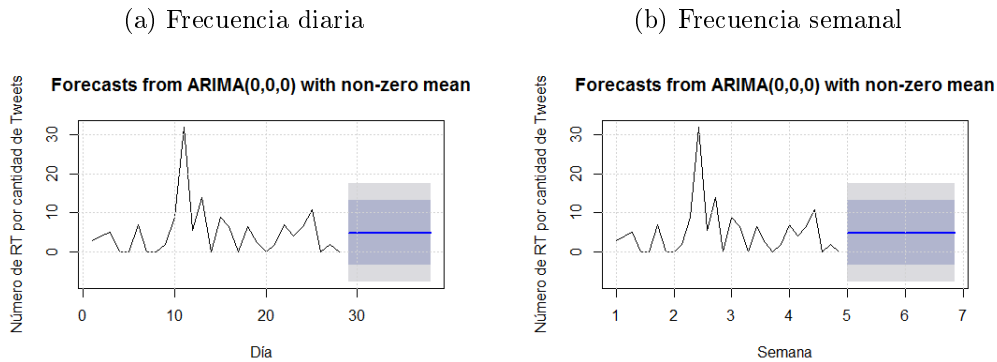 (a) Frecuencia diaria
Forecasts from ARIMA(0,0,0) with non-zero mean
Número de RT por cantidad de Tweets
30
20
10
0
0 10 20 30
Día
(b) Frecuencia semanal
Forecasts from ARIMA(0,0,0) with non-zero mean
Número de RT por cantidad de Tweets
30
20
10
0
1 2 3 4 5 6 7
Semana